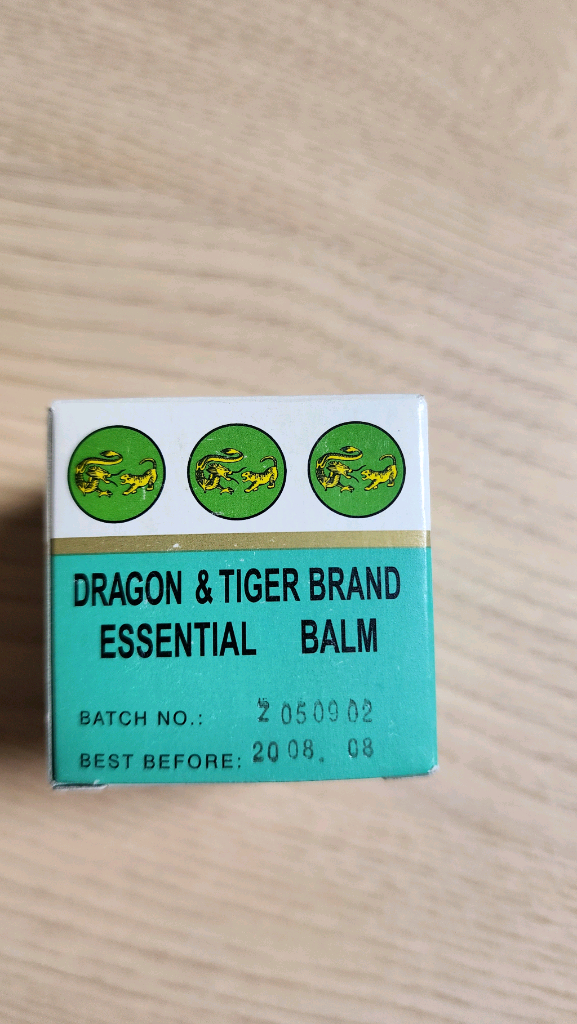 DRAGON & TIGER BRAND
ESSENTIAL BALM
BATCH NO.: Z 050902
BEST BEFORE: 2008. 08